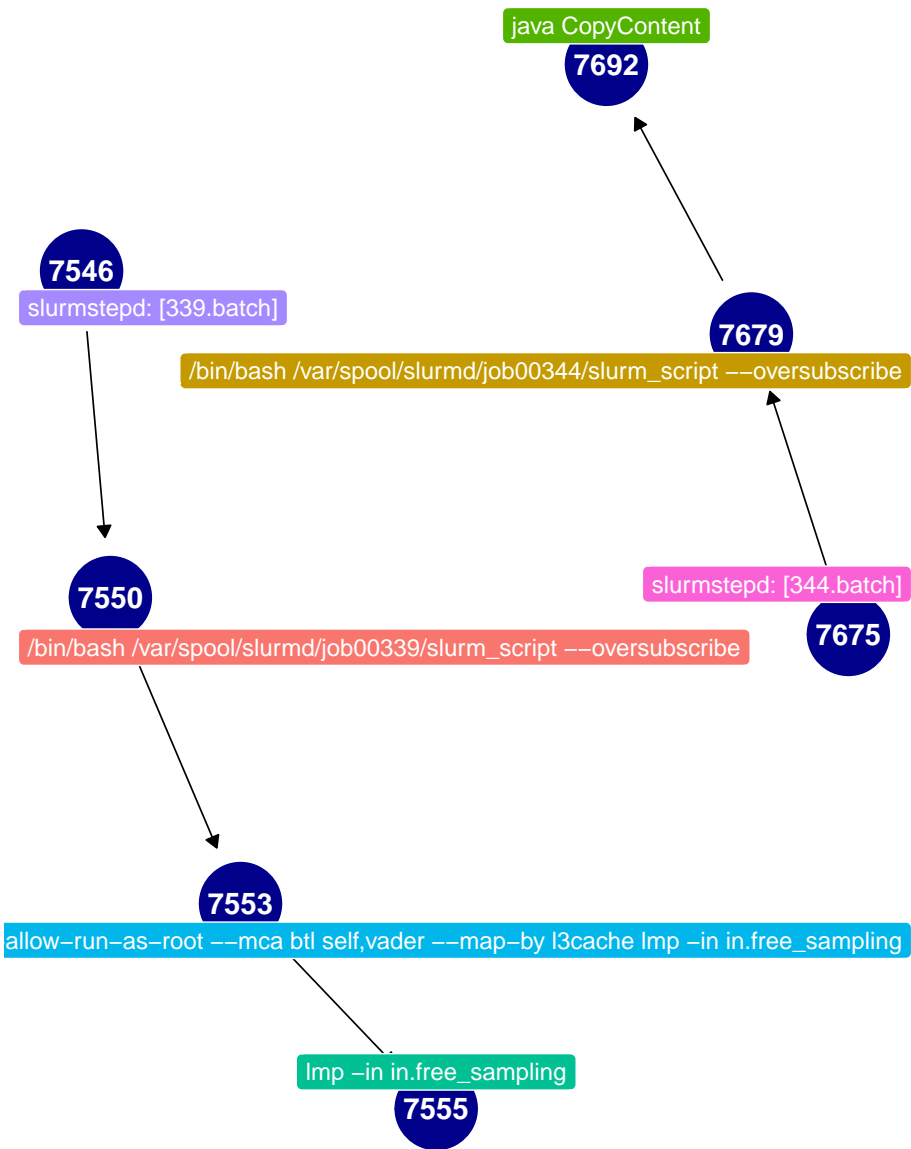 java CopyContent
7692
7546
slurmstepd: [339.batch]
7679
/bin/bash /var/spool/slurmd/job00344/slurm_script −−oversubscribe
slurmstepd: [344.batch]
7675
7550
/bin/bash /var/spool/slurmd/job00339/slurm_script −−oversubscribe
7553
allow−run−as−root −−mca btl self,vader −−map−by l3cache lmp −in in.free_sampling
lmp −in in.free_sampling
7555